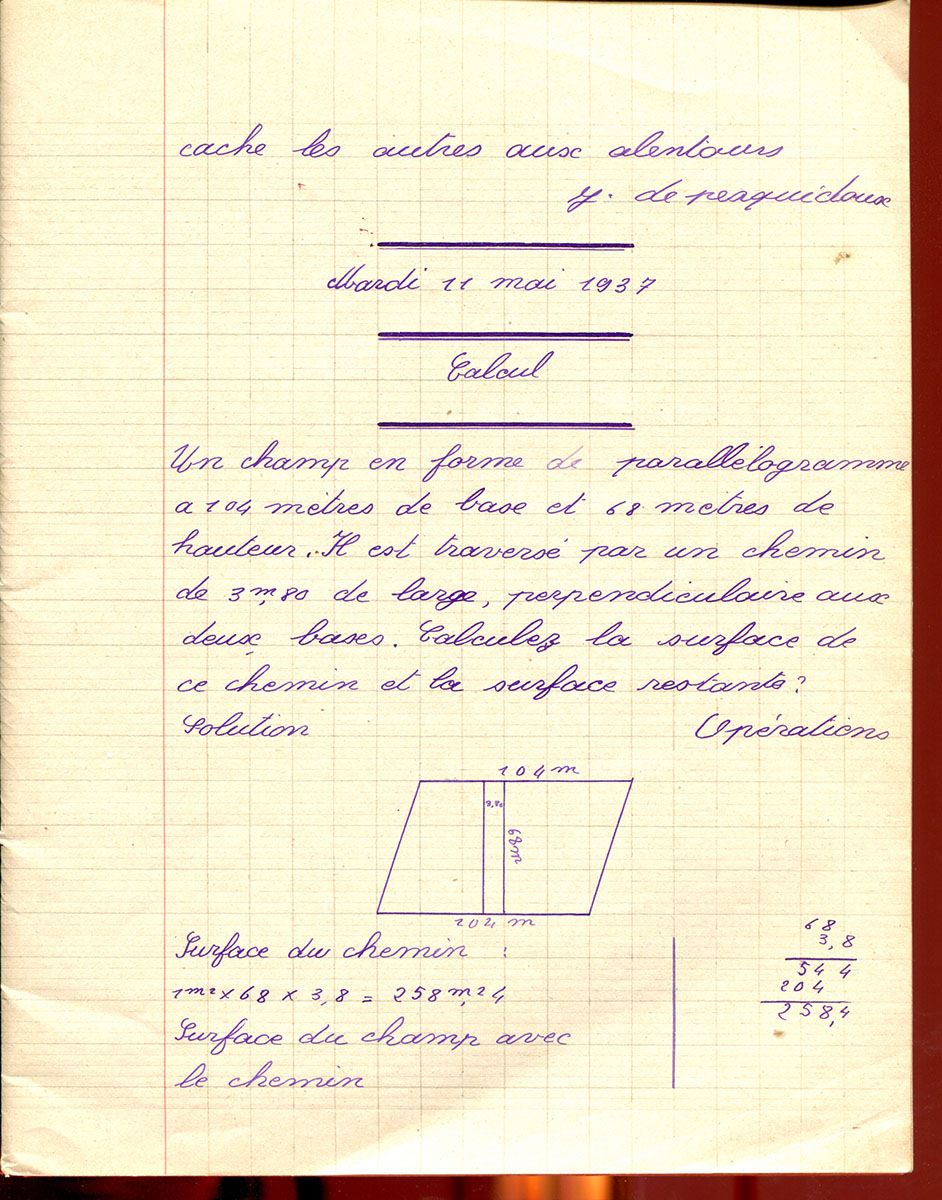 cache les autres aux alentours
J. de pesquidoux
Mardi 11 mai 1937
Calcul
Un champ en forme de parallélogramme
a 104 mètres de base et 68 mètres de
hauteur. Il est traversé par un chemin
de 3m,80 de large, perpendiculaire aux
deux bases. Calculez la surface de
ce chemin et la surface restante?
Solution Opérations
104 m
3,80
68m
104 m
Surface du chemin :
1m² x 68 x 3,8 = 258m²,4
Surface du champ avec
le chemin
68
3,8
544
204
258,4